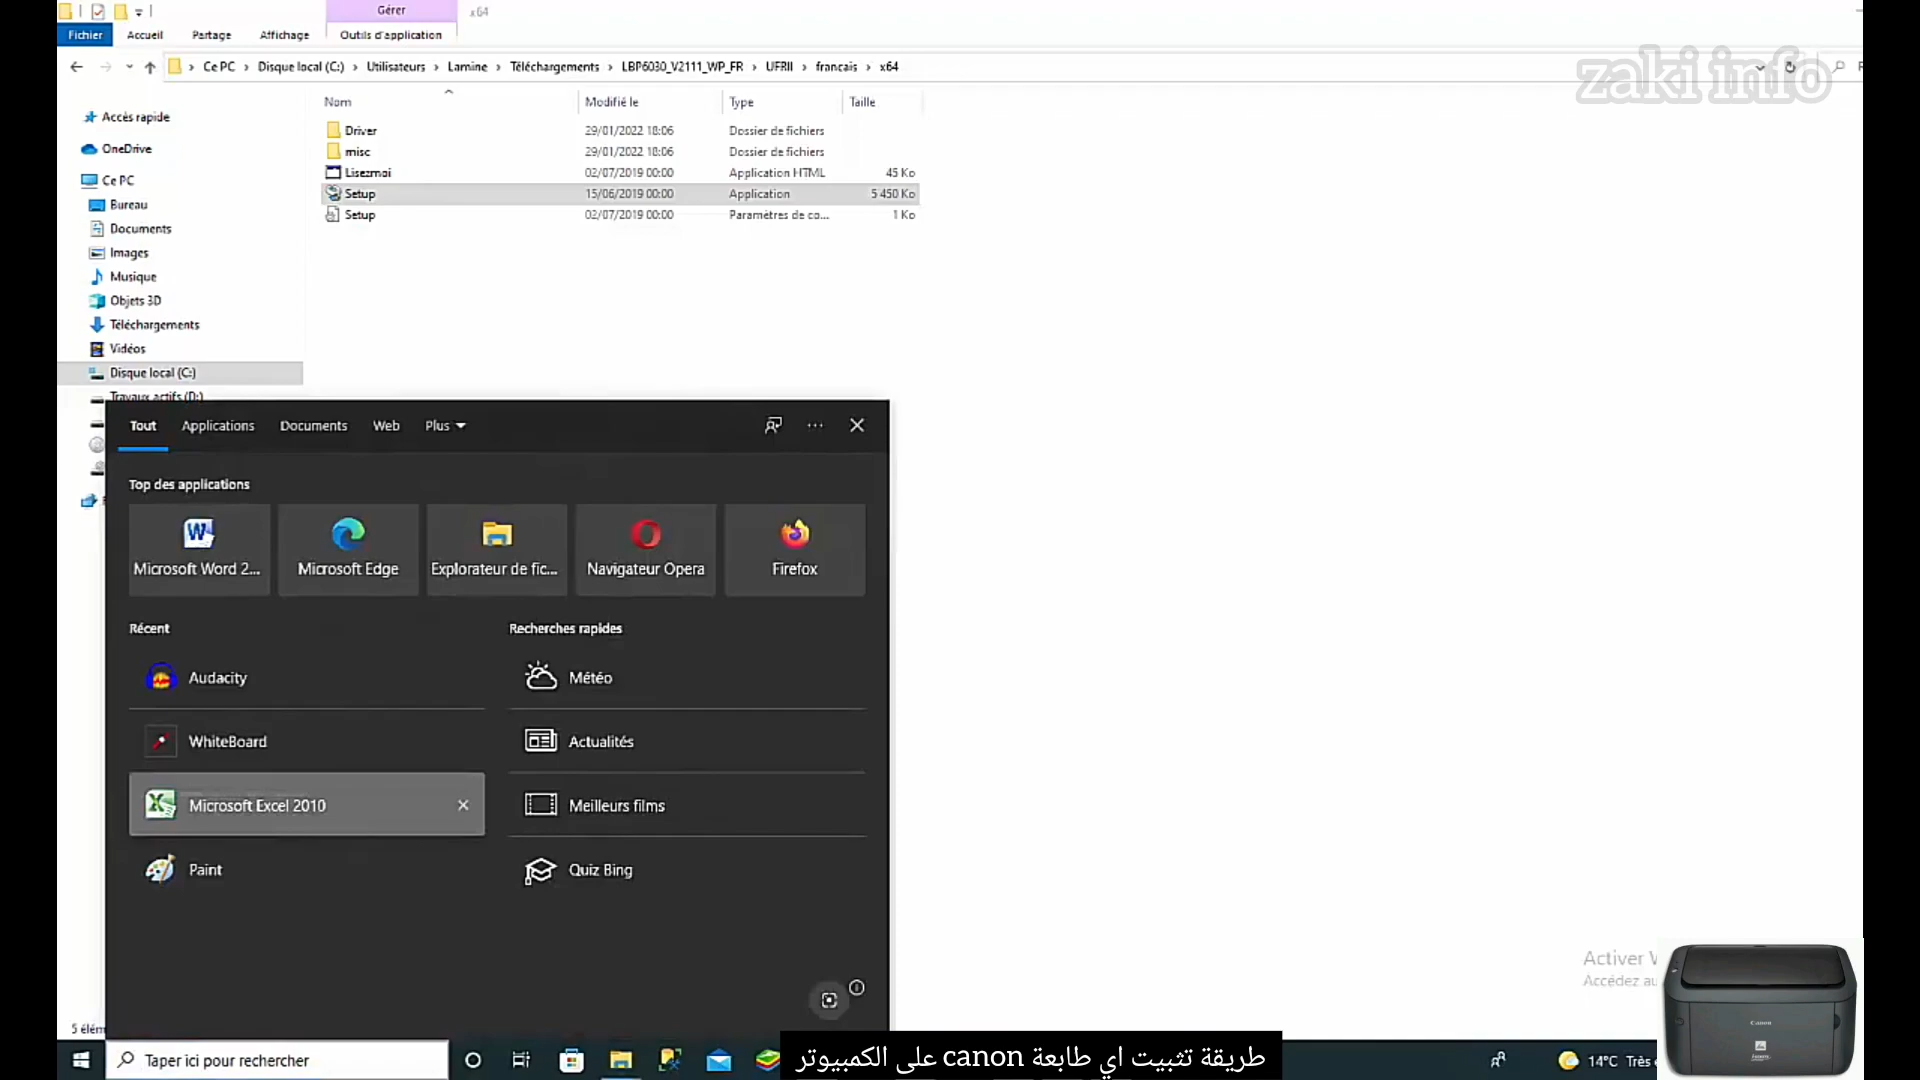 Gérer
x64
Fichier
Accueil
Partage
Affichage
Outils d'application
Ce PC
Disque local (C:)
Utilisateurs
Lamine
Téléchargements
LBP6030_V2111_WP_FR
UFRII
francais
x64
zaki info
Nom
Modifié le
Type
Taille
Driver
29/01/2022 18:06
Dossier de fichiers
misc
29/01/2022 18:06
Dossier de fichiers
Lisezmoi
02/07/2019 00:00
Application HTML
45 Ko
Setup
15/06/2019 00:00
Application
5 450 Ko
Setup
02/07/2019 00:00
Paramètres de co...
1 Ko
Accès rapide
OneDrive
Ce PC
Bureau
Documents
Images
Musique
Objets 3D
Téléchargements
Vidéos
Disque local (C:)
Travaux actifs (D:)
Tout
Applications
Documents
Web
Plus
Top des applications
Microsoft Word 2...
Microsoft Edge
Explorateur de fic...
Navigateur Opera
Firefox
Récent
Recherches rapides
Audacity
Météo
WhiteBoard
Actualités
Microsoft Excel 2010
Meilleurs films
Paint
Quiz Bing
Activer
Accédez au
Canon
5 élém
Taper ici pour rechercher
طريقة تثبيت اي طابعة canon على الكمبيوتر
14°C Très